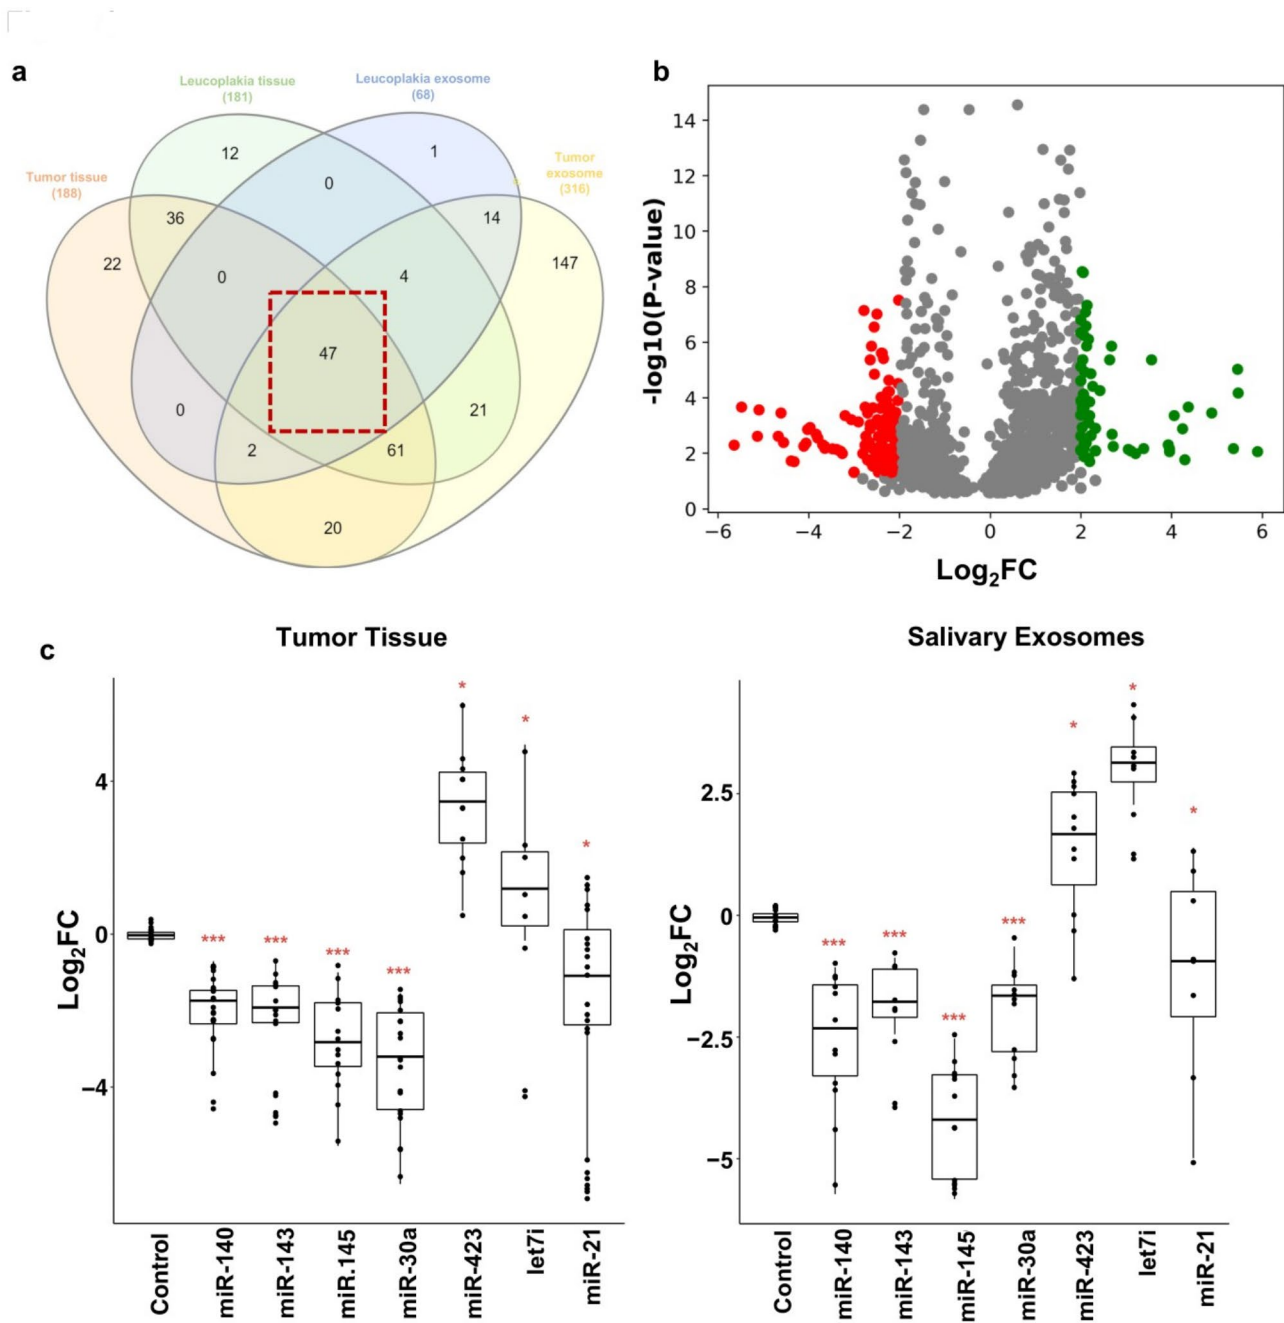 a
b
Leucoplakia tissue
(181)
Leucoplakia exosome
(68)
Tumor tissue
(188)
Tumor
exosome
(316)
12
1
0
36
14
22
0
4
147
47
0
21
2
61
20
-log10(P-value)
14
12
10
8
6
4
2
0
−6
−4
−2
0
2
4
6
Log2FC
c
Tumor Tissue
Log2FC
4
0
−4
*
*
*
***
***
***
***
Control
miR-140
miR-143
miR.145
miR-30a
miR-423
let7i
miR-21
Salivary Exosomes
Log2FC
2.5
0
−2.5
−5
*
*
*
***
***
***
***
Control
miR-140
miR-143
miR-145
miR-30a
miR-423
let7i
miR-21